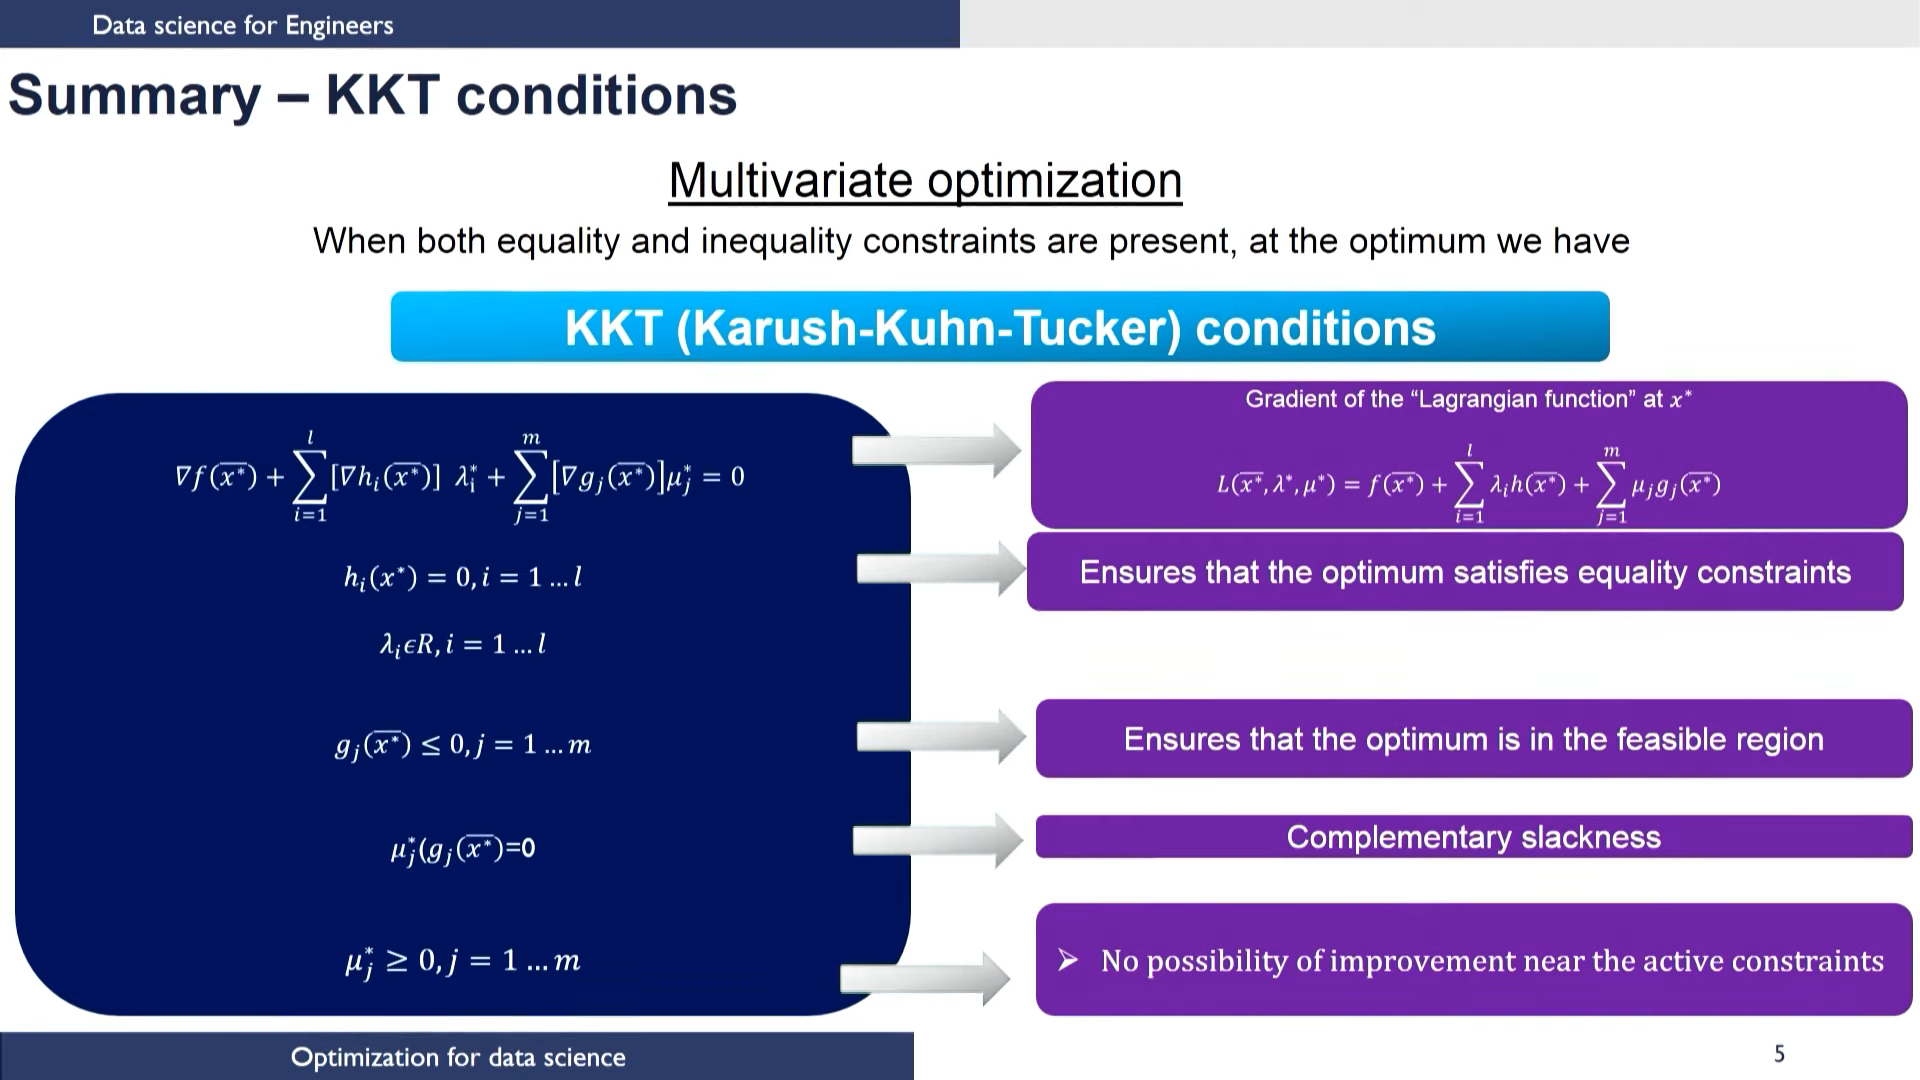 Data science for Engineers
Summary – KKT conditions
Multivariate optimization
When both equality and inequality constraints are present, at the optimum we have
KKT (Karush-Kuhn-Tucker) conditions
∇f(x̅*) + ∑_{i=1}^{l}[∇h_i(x̅*)] λ_i^* + ∑_{j=1}^{m}[∇g_j(x̅*)]μ_j^* = 0
Gradient of the “Lagrangian function” at x*
L(x̅*, λ*, μ*) = f(x̅*) + ∑_{i=1}^{l} λ_i h(x̅*) + ∑_{j=1}^{m} μ_j g_j(x̅*)
h_i(x*) = 0, i = 1 … l
Ensures that the optimum satisfies equality constraints
λ_i ϵR, i = 1 … l
g_j(x̅*) ≤ 0, j = 1 … m
Ensures that the optimum is in the feasible region
μ_j^*(g_j(x̅*)=0
Complementary slackness
μ_j^* ≥ 0, j = 1 … m
➢ No possibility of improvement near the active constraints
Optimization for data science
5